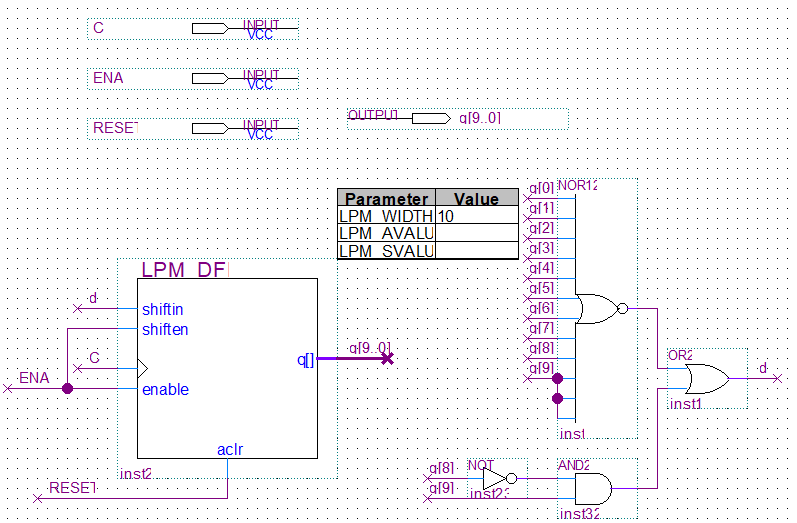 C INPUT
VCC
ENA INPUT
VCC
RESET INPUT
VCC
OUTPUT q[9..0]
Parameter Value
LPM_WIDTH 10
LPM_AVALU
LPM_SVALU
q[0] NOR12
q[1]
q[2]
q[3]
q[4]
q[5]
q[6]
q[7]
q[8]
q[9]
inst
LPM_DF
d shiftin
shiften
C
q[] q[9..0]
ENA enable
aclr
inst2
RESET
OR2
d
inst1
q[8] NOT AND2
q[9] inst23
inst32